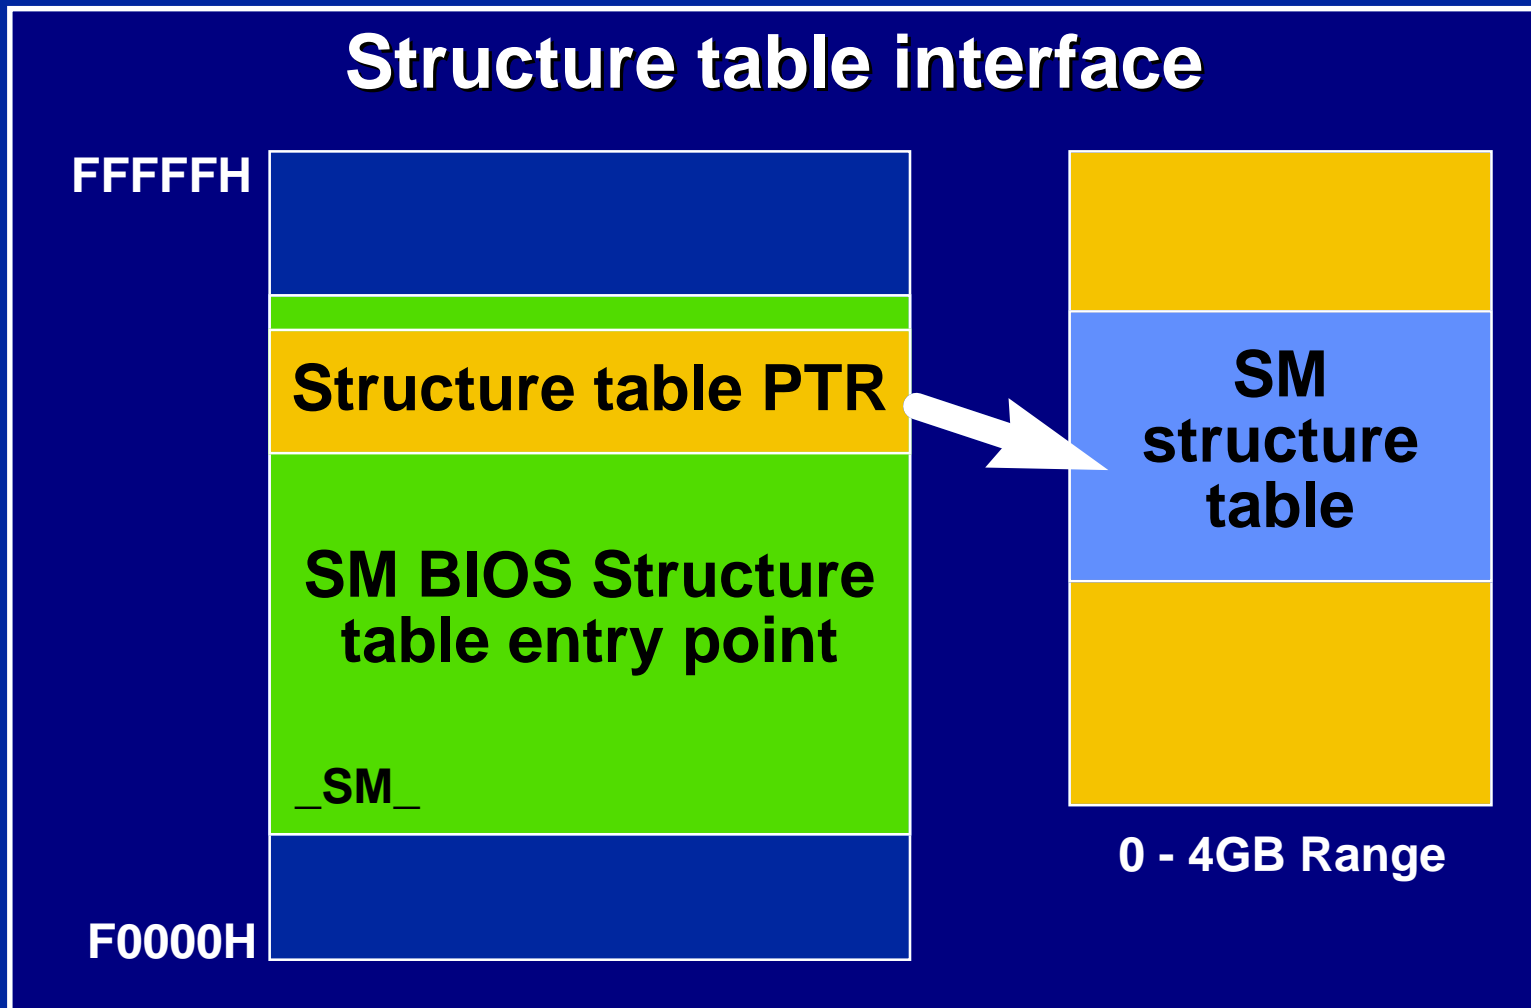 Structure table interface
FFFFFH
Structure table PTR
SM BIOS Structure
table entry point
_SM_
F0000H
SM
structure
table
0 - 4GB Range